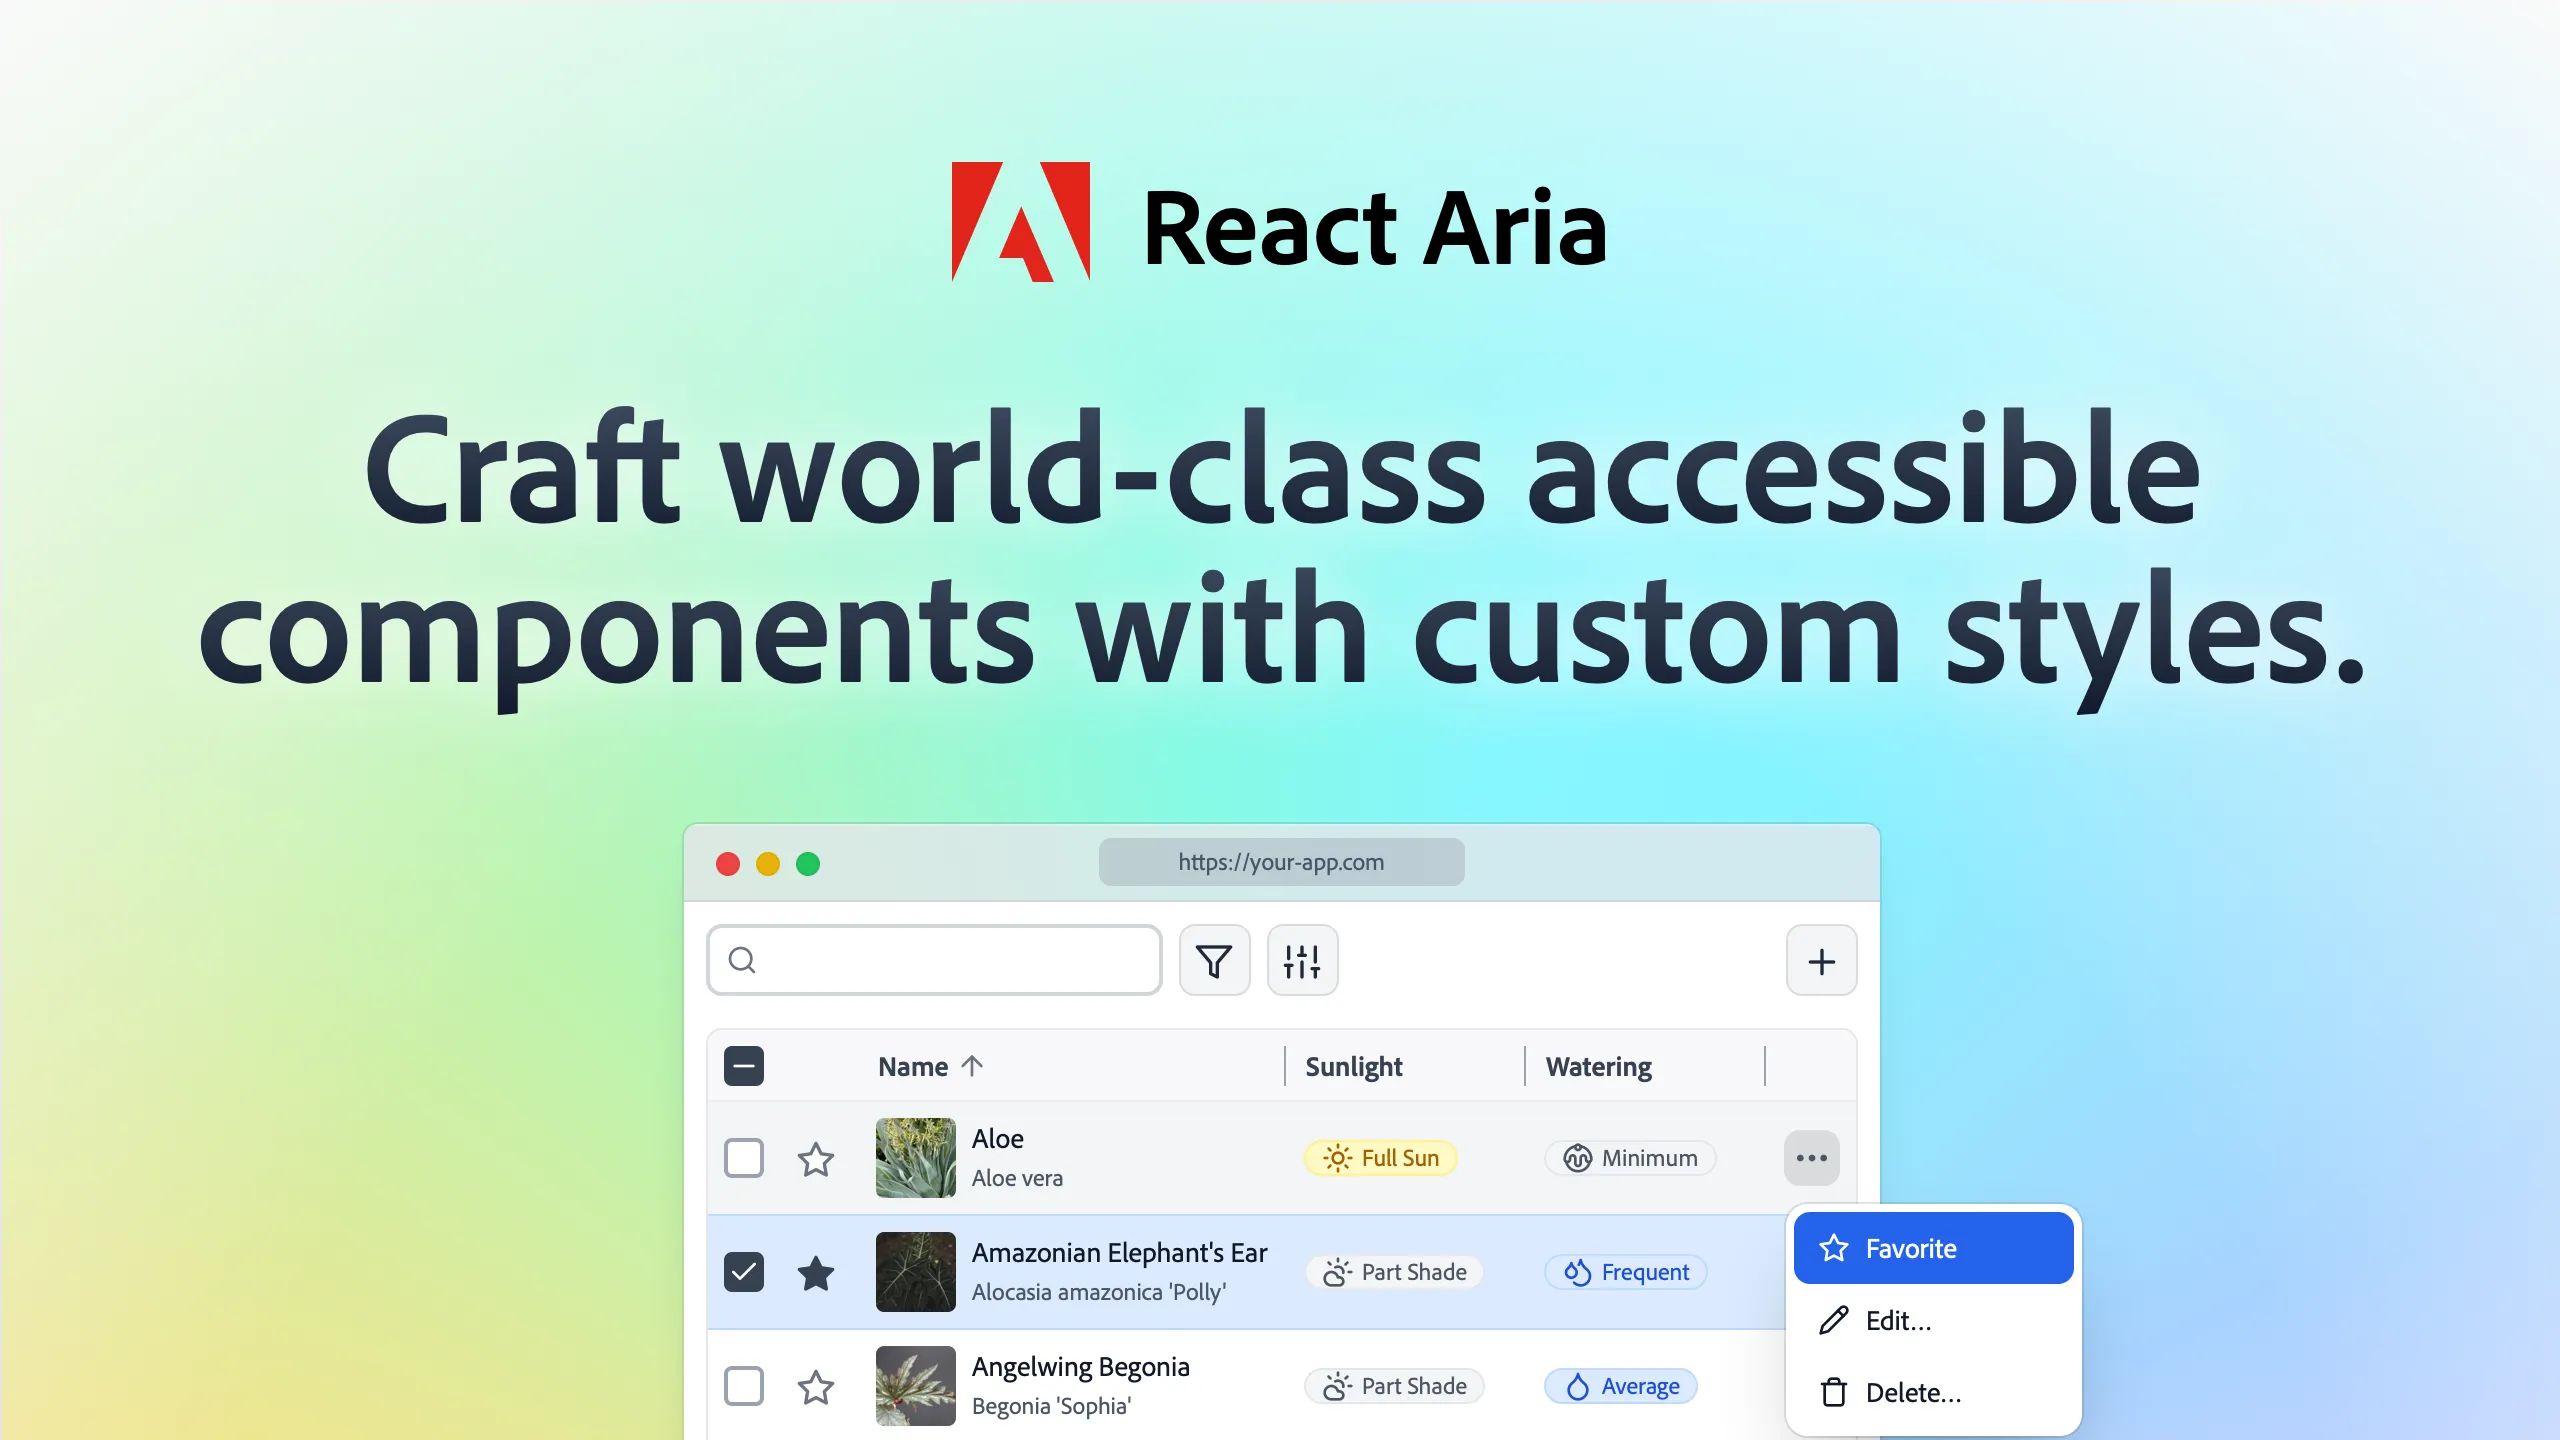 React Aria
Craft world-class accessible
components with custom styles.
https://your-app.com
Name Sunlight Watering
Aloe
Aloe vera
Full Sun
Minimum
Amazonian Elephant's Ear
Alocasia amazonica 'Polly'
Part Shade
Frequent
Angelwing Begonia
Begonia 'Sophia'
Part Shade
Average
Favorite
Edit...
Delete...